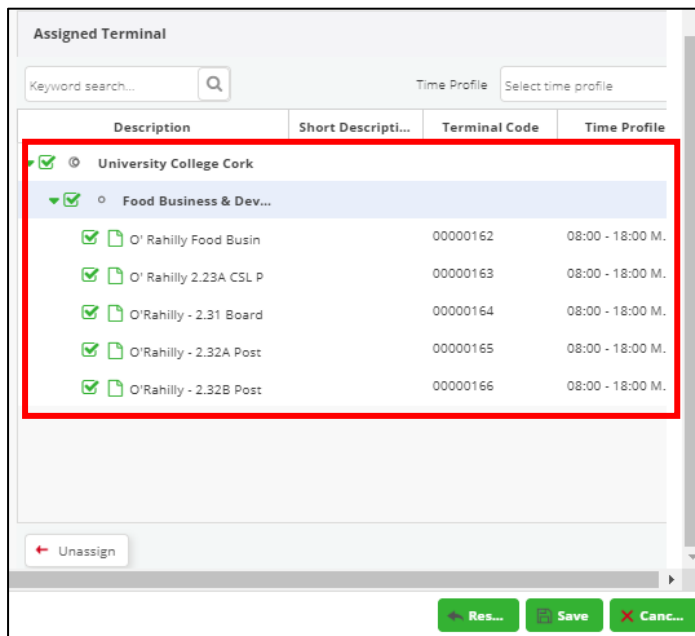 Assigned Terminal
Keyword search... Time Profile Select time profile
Description Short Descripti... Terminal Code Time Profile
© University College Cork
Food Business & Dev...
O' Rahilly Food Busin 00000162 08:00 - 18:00 M.
O' Rahilly 2.23A CSL P 00000163 08:00 - 18:00 M.
O'Rahilly - 2.31 Board 00000164 08:00 - 18:00 M.
O'Rahilly - 2.32A Post 00000165 08:00 - 18:00 M.
O'Rahilly - 2.32B Post 00000166 08:00 - 18:00 M.
Unassign
Res... Save Canc...